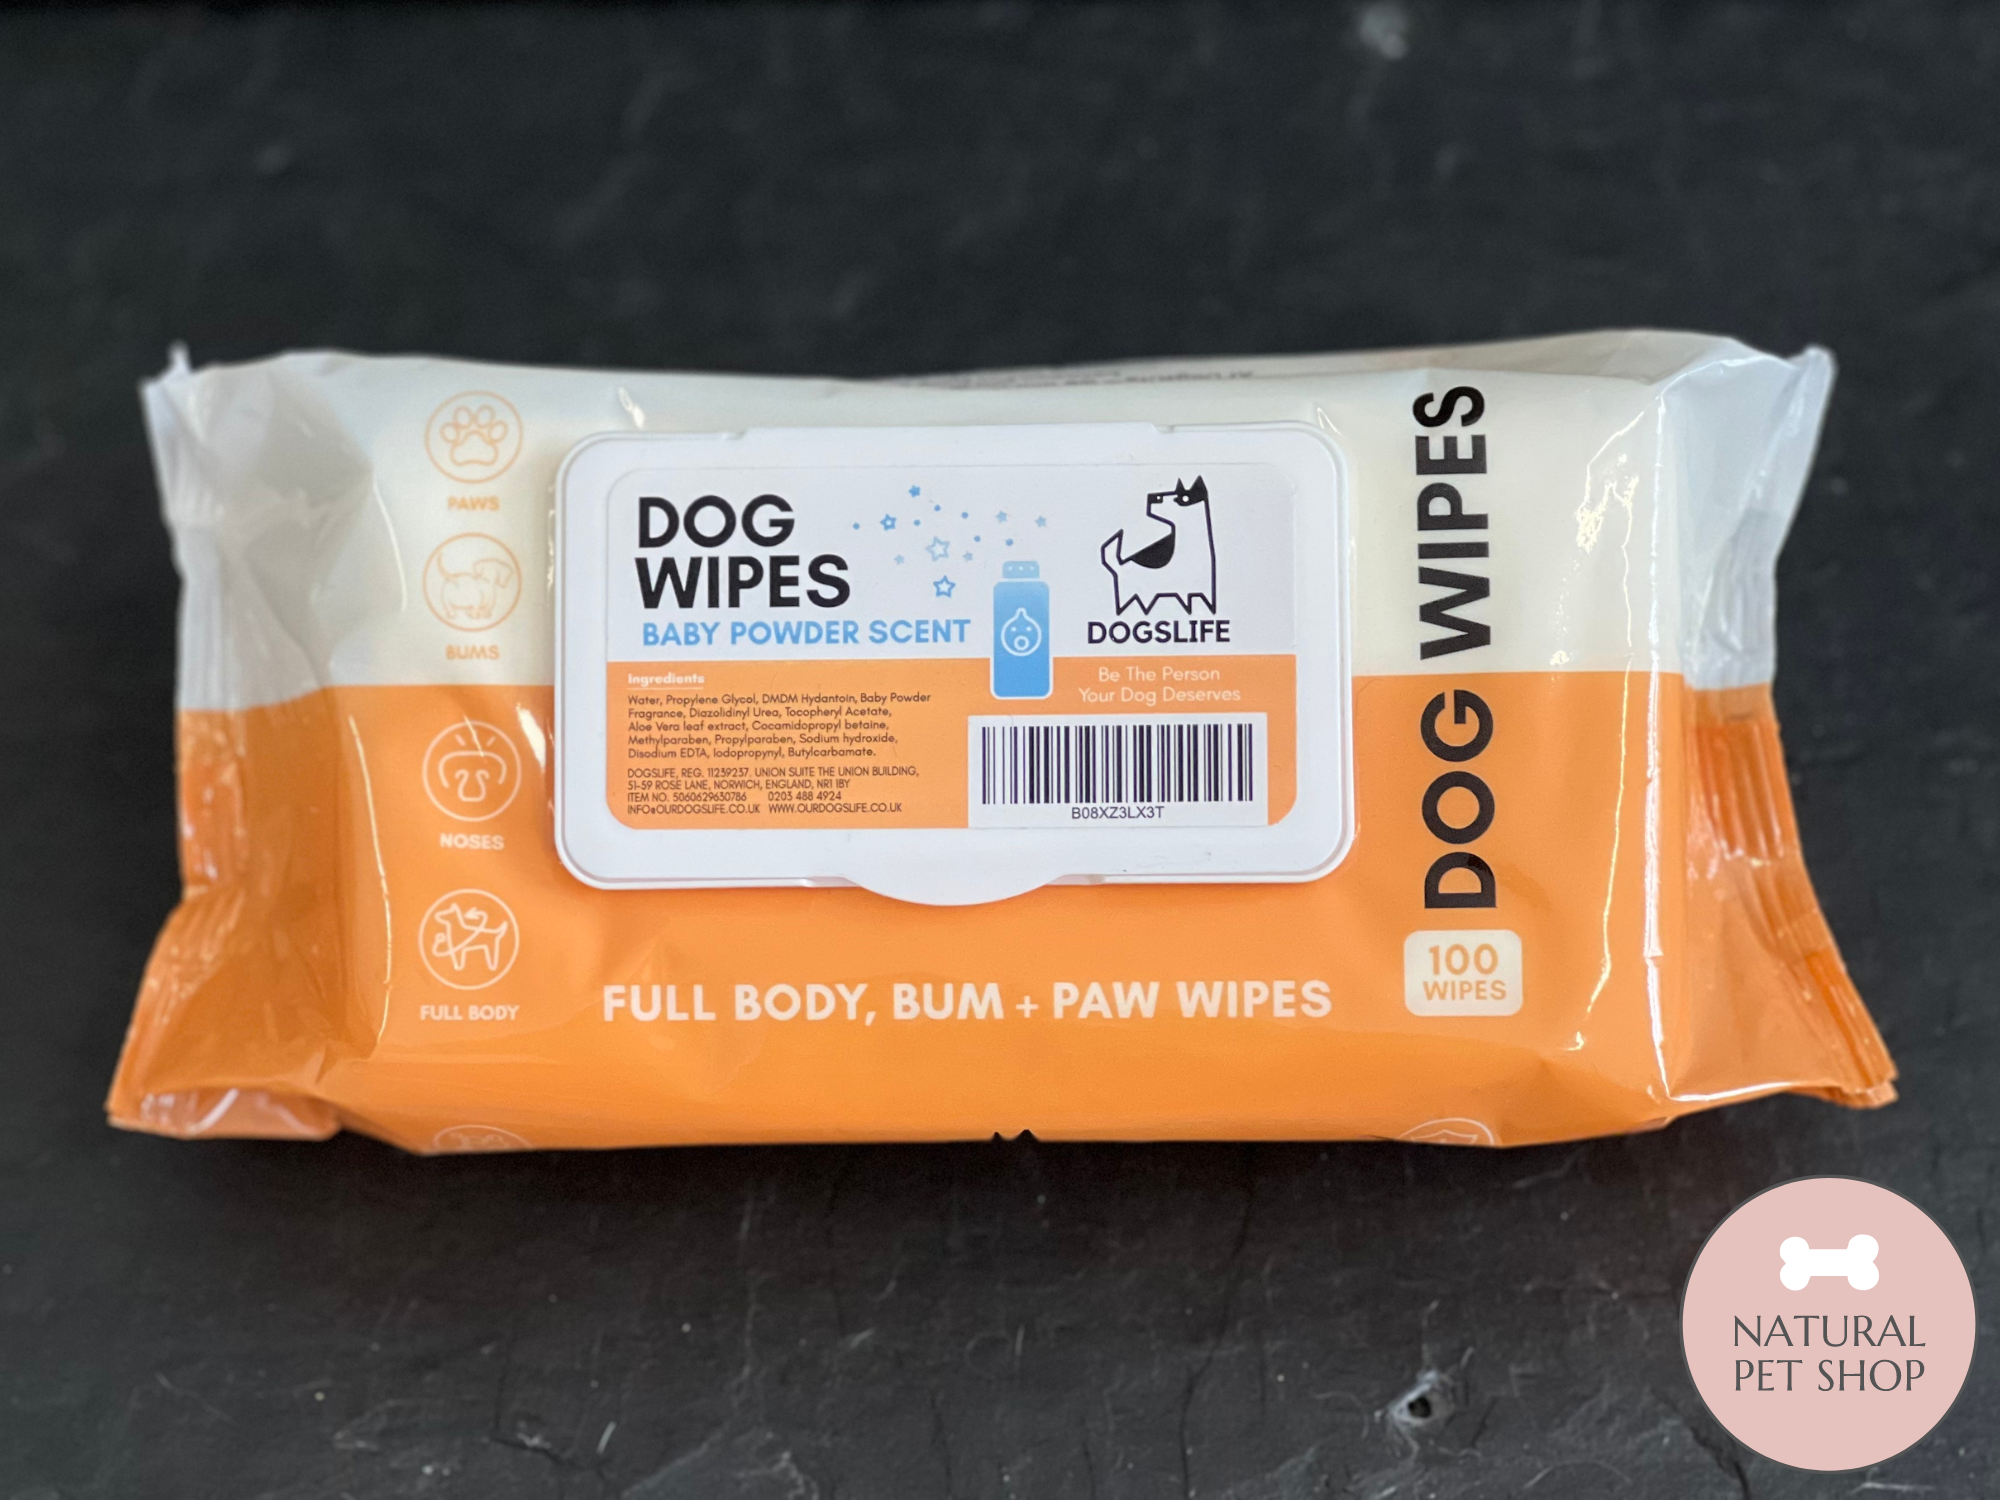 PAWS
BUMS
NOSES
FULL BODY
DOG
WIPES
BABY POWDER SCENT
DOGSLIFE
Be The Person
Your Dog Deserves
Ingredients
Water, Propylene Glycol, DMDM Hydantoin, Baby Powder
Fragrance, Diazolidinyl Urea, Tocopheryl Acetate,
Aloe Vera leaf extract, Cocamidopropyl betaine,
Methylparaben, Propylparaben, Sodium hydroxide,
Disodium EDTA, Iodopropynyl, Butylcarbamate.
DOGSLIFE, REG. 11239237. UNION SUITE THE UNION BUILDING,
51-59 ROSE LANE, NORWICH, ENGLAND, NR1 1BY
ITEM NO. 5060629630786 0203 488 4924
INFO@OURDOGSLIFE.CO.UK WWW.OURDOGSLIFE.CO.UK
B08XZ3LX3T
FULL BODY, BUM + PAW WIPES
DOG WIPES
100
WIPES
NATURAL
PET SHOP